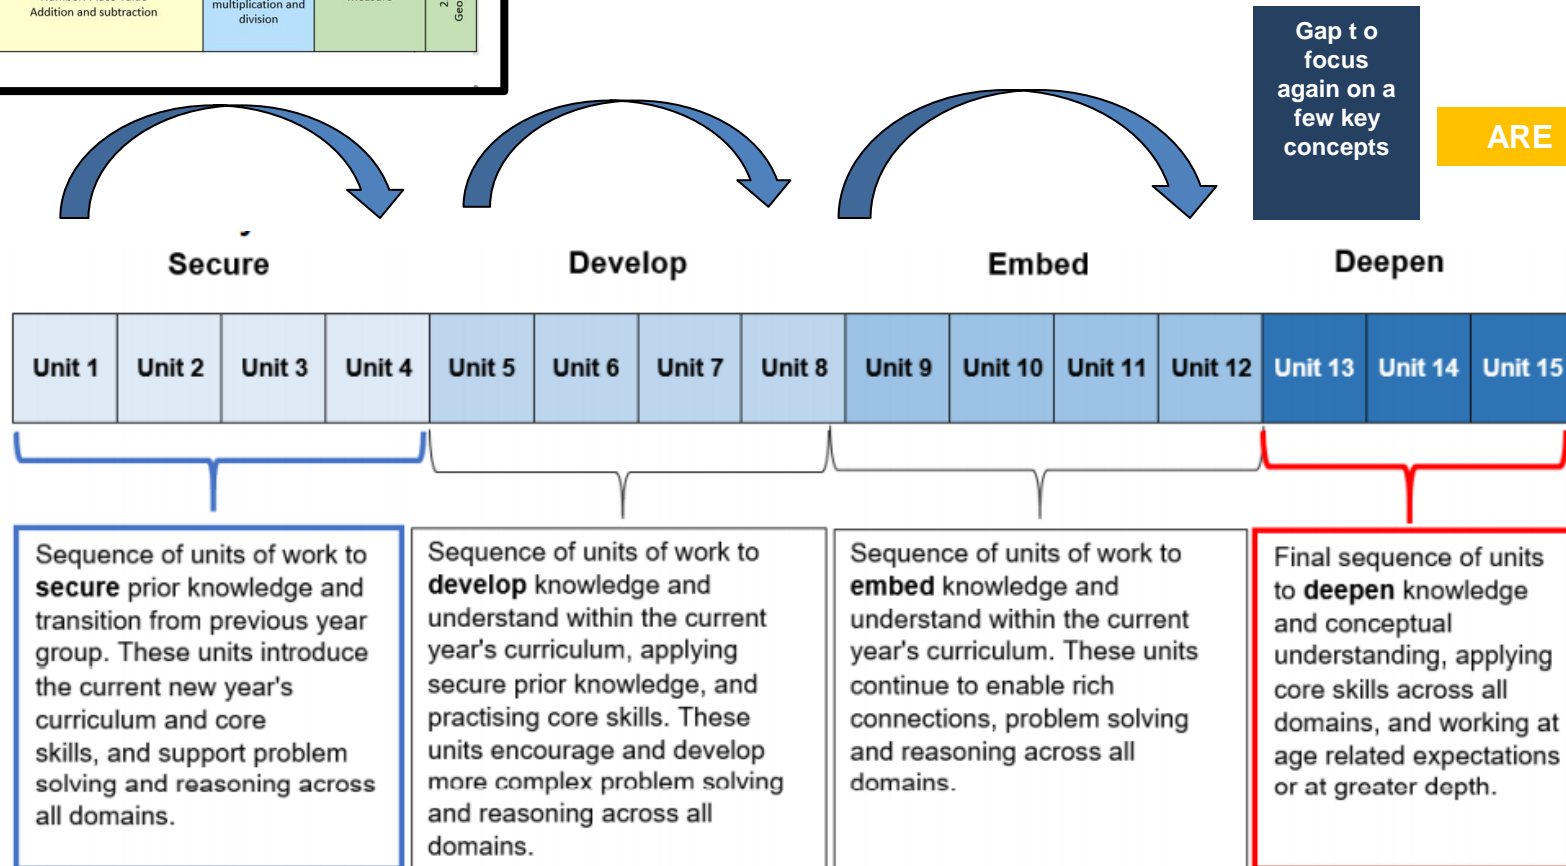 Addition and subtraction
multiplication and
division
2.
Geo
Gap t o
focus
again on a
few key
concepts
ARE
Secure
Develop
Embed
Deepen
Unit 1 Unit 2 Unit 3 Unit 4 Unit 5 Unit 6 Unit 7 Unit 8 Unit 9 Unit 10 Unit 11 Unit 12 Unit 13 Unit 14 Unit 15
Sequence of units of work to
secure prior knowledge and
transition from previous year
group. These units introduce
the current new year's
curriculum and core
skills, and support problem
solving and reasoning across
all domains.
Sequence of units of work to
develop knowledge and
understand within the current
year's curriculum, applying
secure prior knowledge, and
practising core skills. These
units encourage and develop
more complex problem solving
and reasoning across all
domains.
Sequence of units of work to
embed knowledge and
understand within the current
year's curriculum. These units
continue to enable rich
connections, problem solving
and reasoning across all
domains.
Final sequence of units
to deepen knowledge
and conceptual
understanding, applying
core skills across all
domains, and working at
age related expectations
or at greater depth.